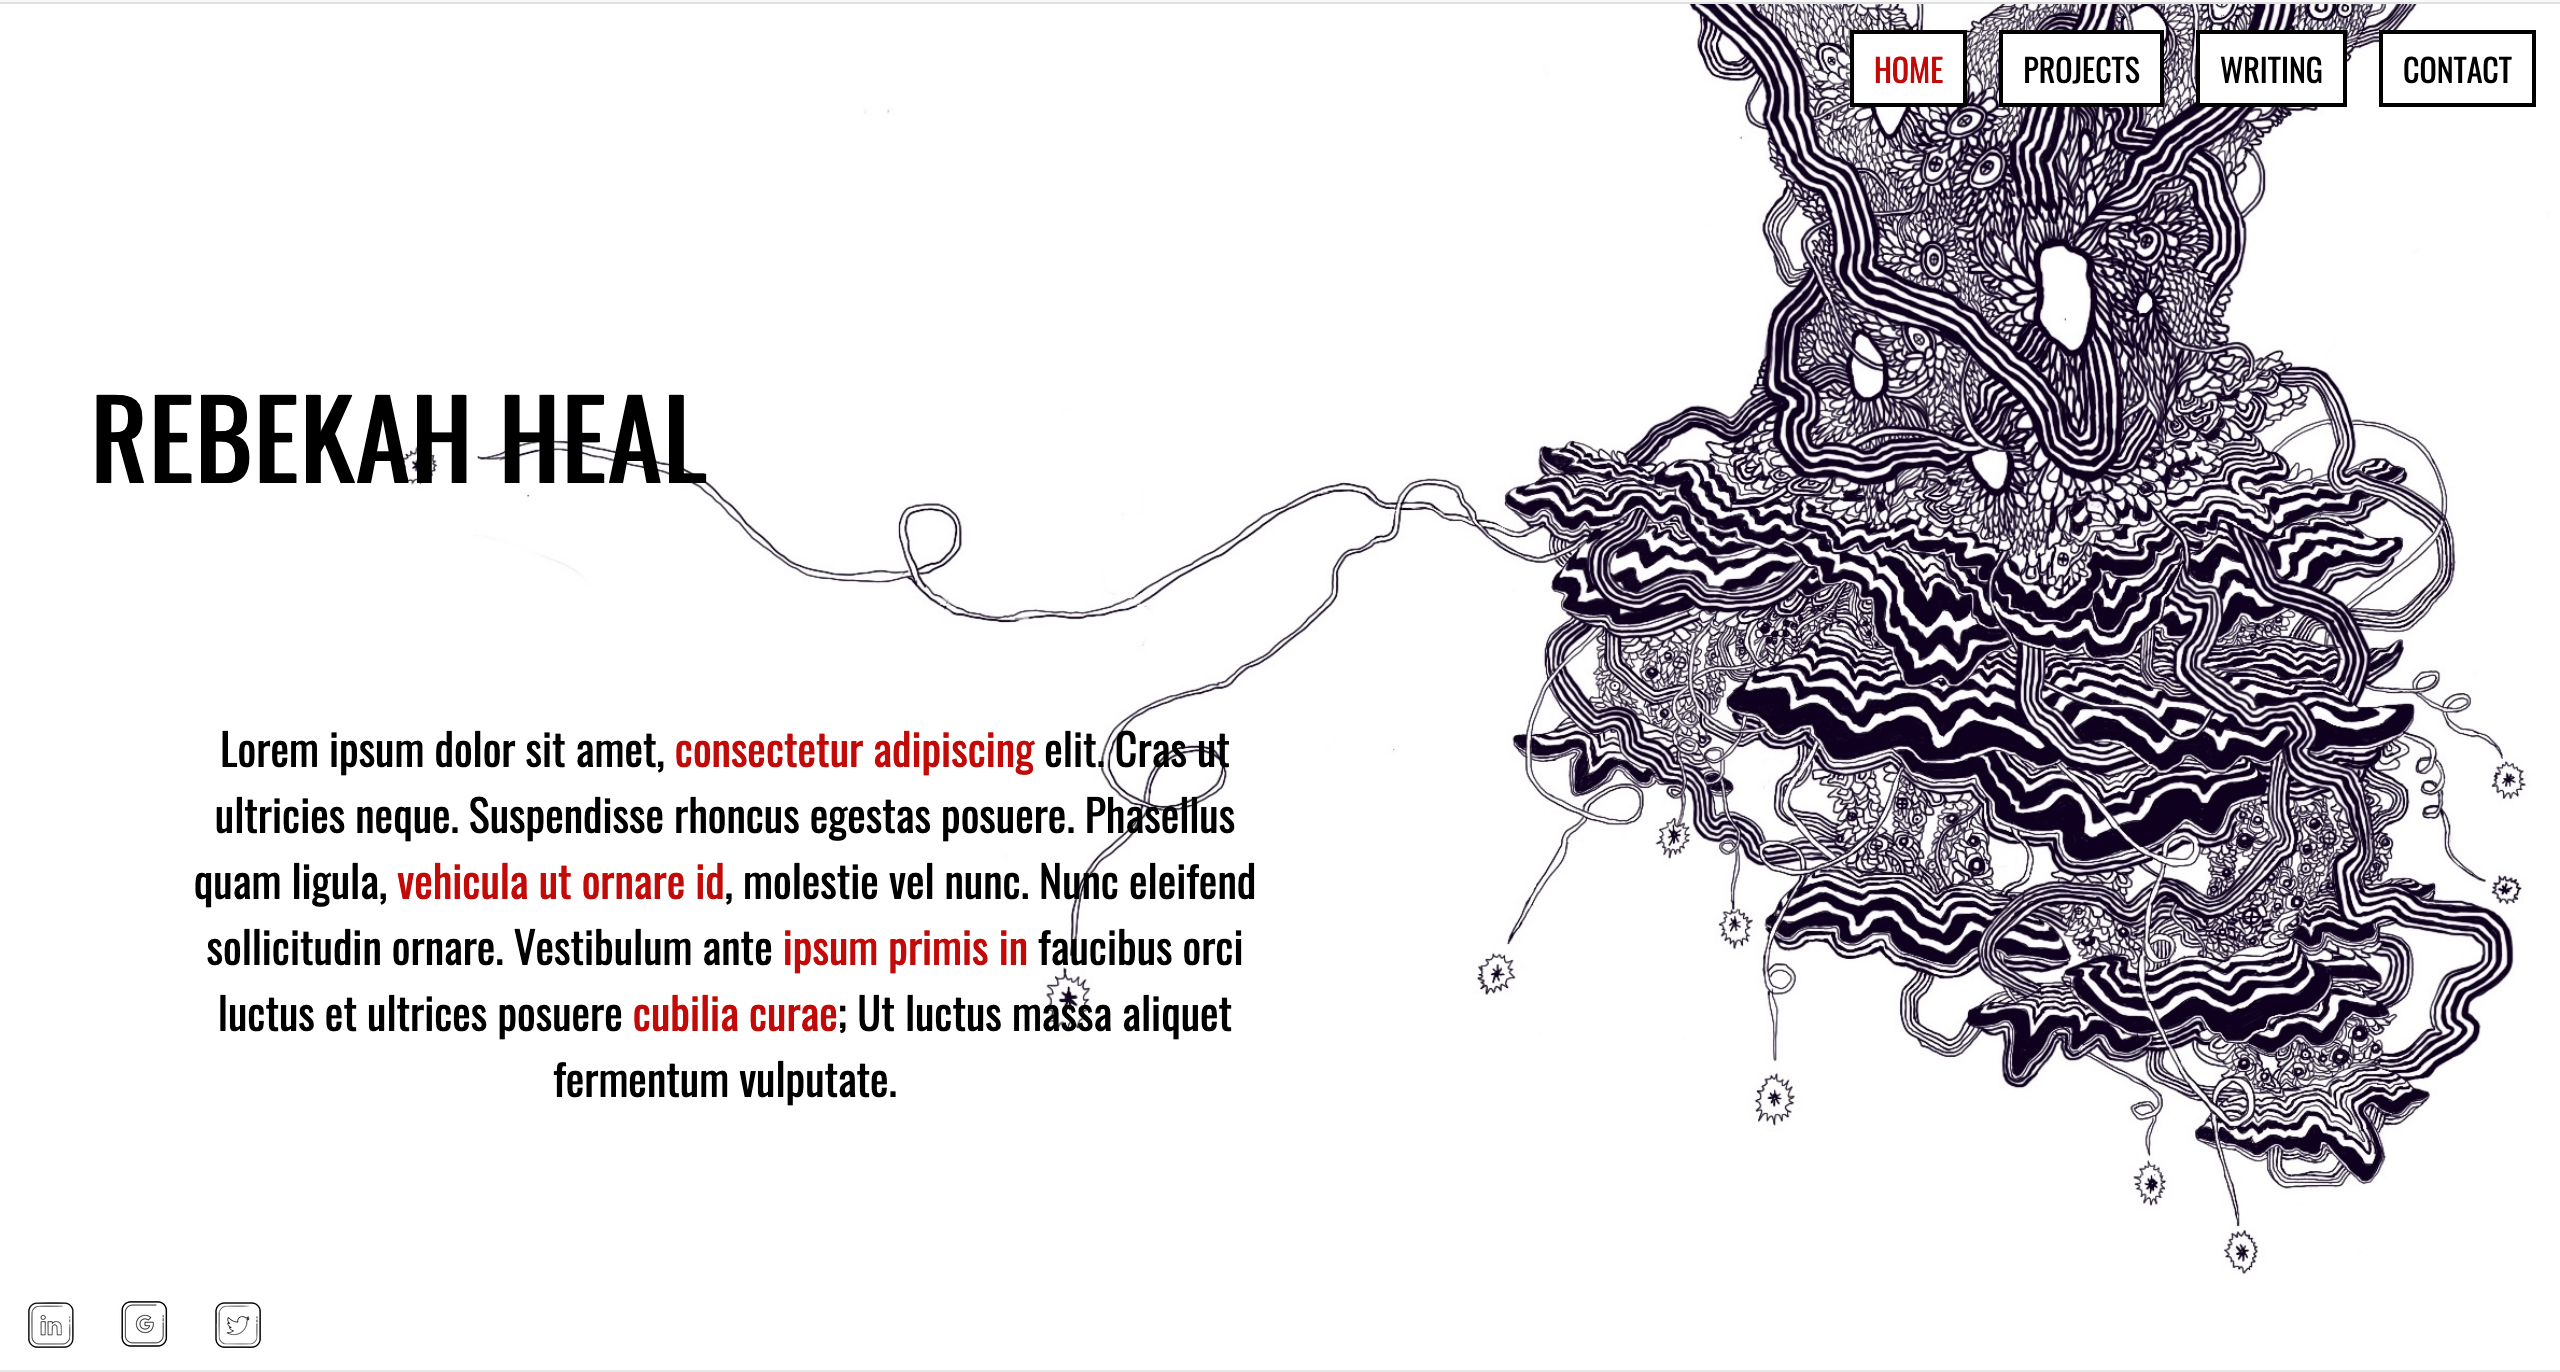 HOME PROJECTS WRITING CONTACT
REBEKAH HEAL
Lorem ipsum dolor sit amet, consectetur adipiscing elit. Cras ut
ultricies neque. Suspendisse rhoncus egestas posuere. Phasellus
quam ligula, vehicula ut ornare id, molestie vel nunc. Nunc eleifend
sollicitudin ornare. Vestibulum ante ipsum primis in faucibus orci
luctus et ultrices posuere cubilia curae; Ut luctus massa aliquet
fermentum vulputate.
in G